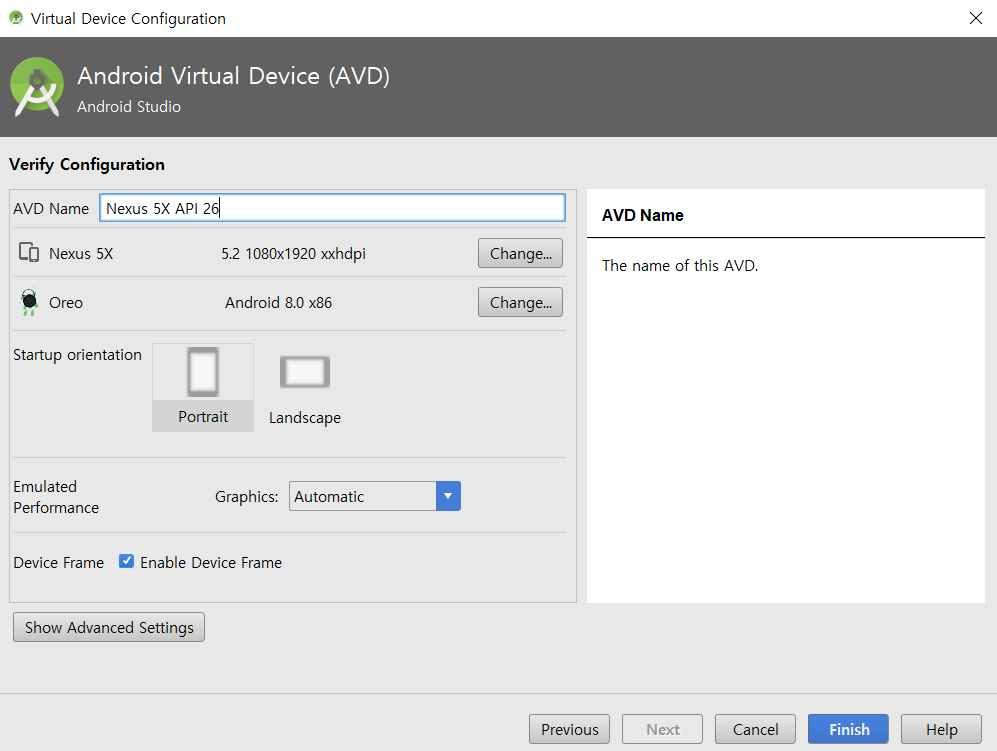 Virtual Device Configuration
Android Virtual Device (AVD)
Android Studio
Verify Configuration
AVD Name Nexus 5X API 26
Nexus 5X 5.2 1080x1920 xxhdpi Change...
Oreo Android 8.0 x86 Change...
Startup orientation
Portrait Landscape
Emulated
Performance
Graphics: Automatic
Device Frame Enable Device Frame
Show Advanced Settings
AVD Name
The name of this AVD.
Previous Next Cancel Finish Help